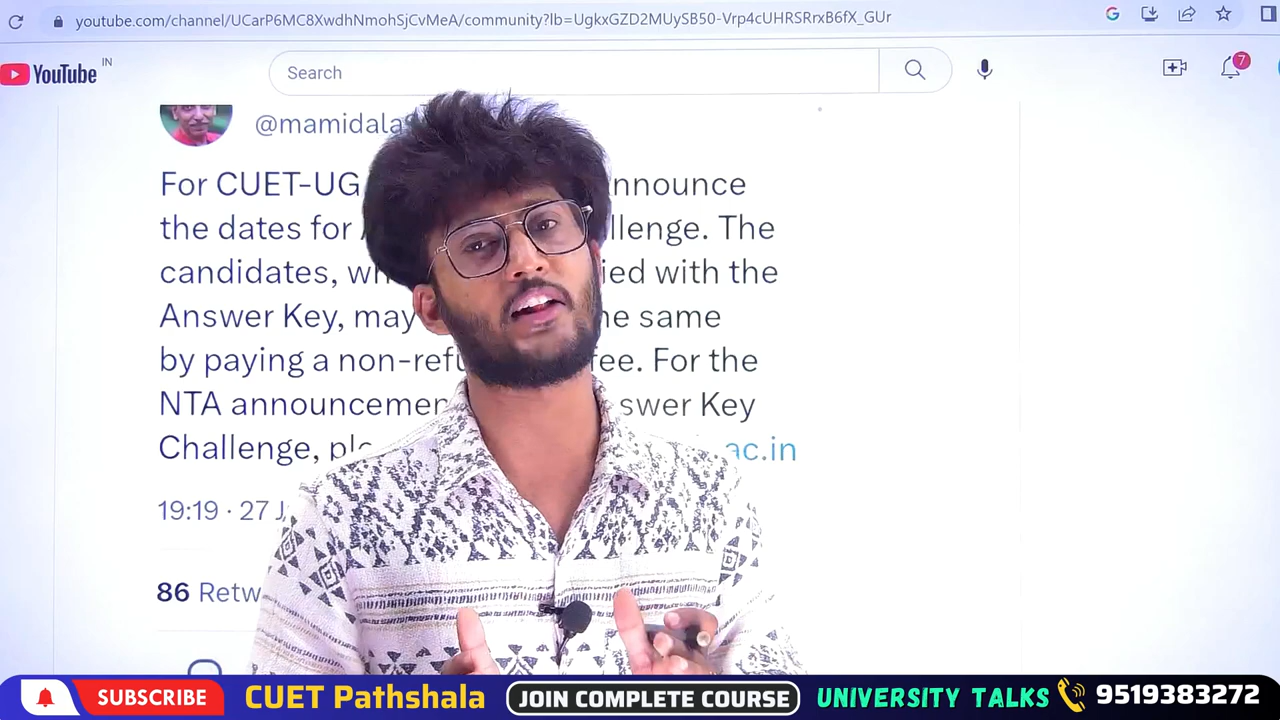 youtube.com/channel/UCarP6MC8XwdhNmohSjCvMeA/community?lb=UgkxGZD2MUySB50-Vrp4cUHRSRrxB6fX_GUr
YouTube IN
Search
7
@mamidala
For CUET-UG nnounce
the dates for llenge. The
candidates, wh ied with the
Answer Key, may he same
by paying a non-refu fee. For the
NTA announcemen swer Key
Challenge, ple ac.in
19:19 · 27 J
86 Retw
SUBSCRIBE CUET Pathshala JOIN COMPLETE COURSE UNIVERSITY TALKS 9519383272